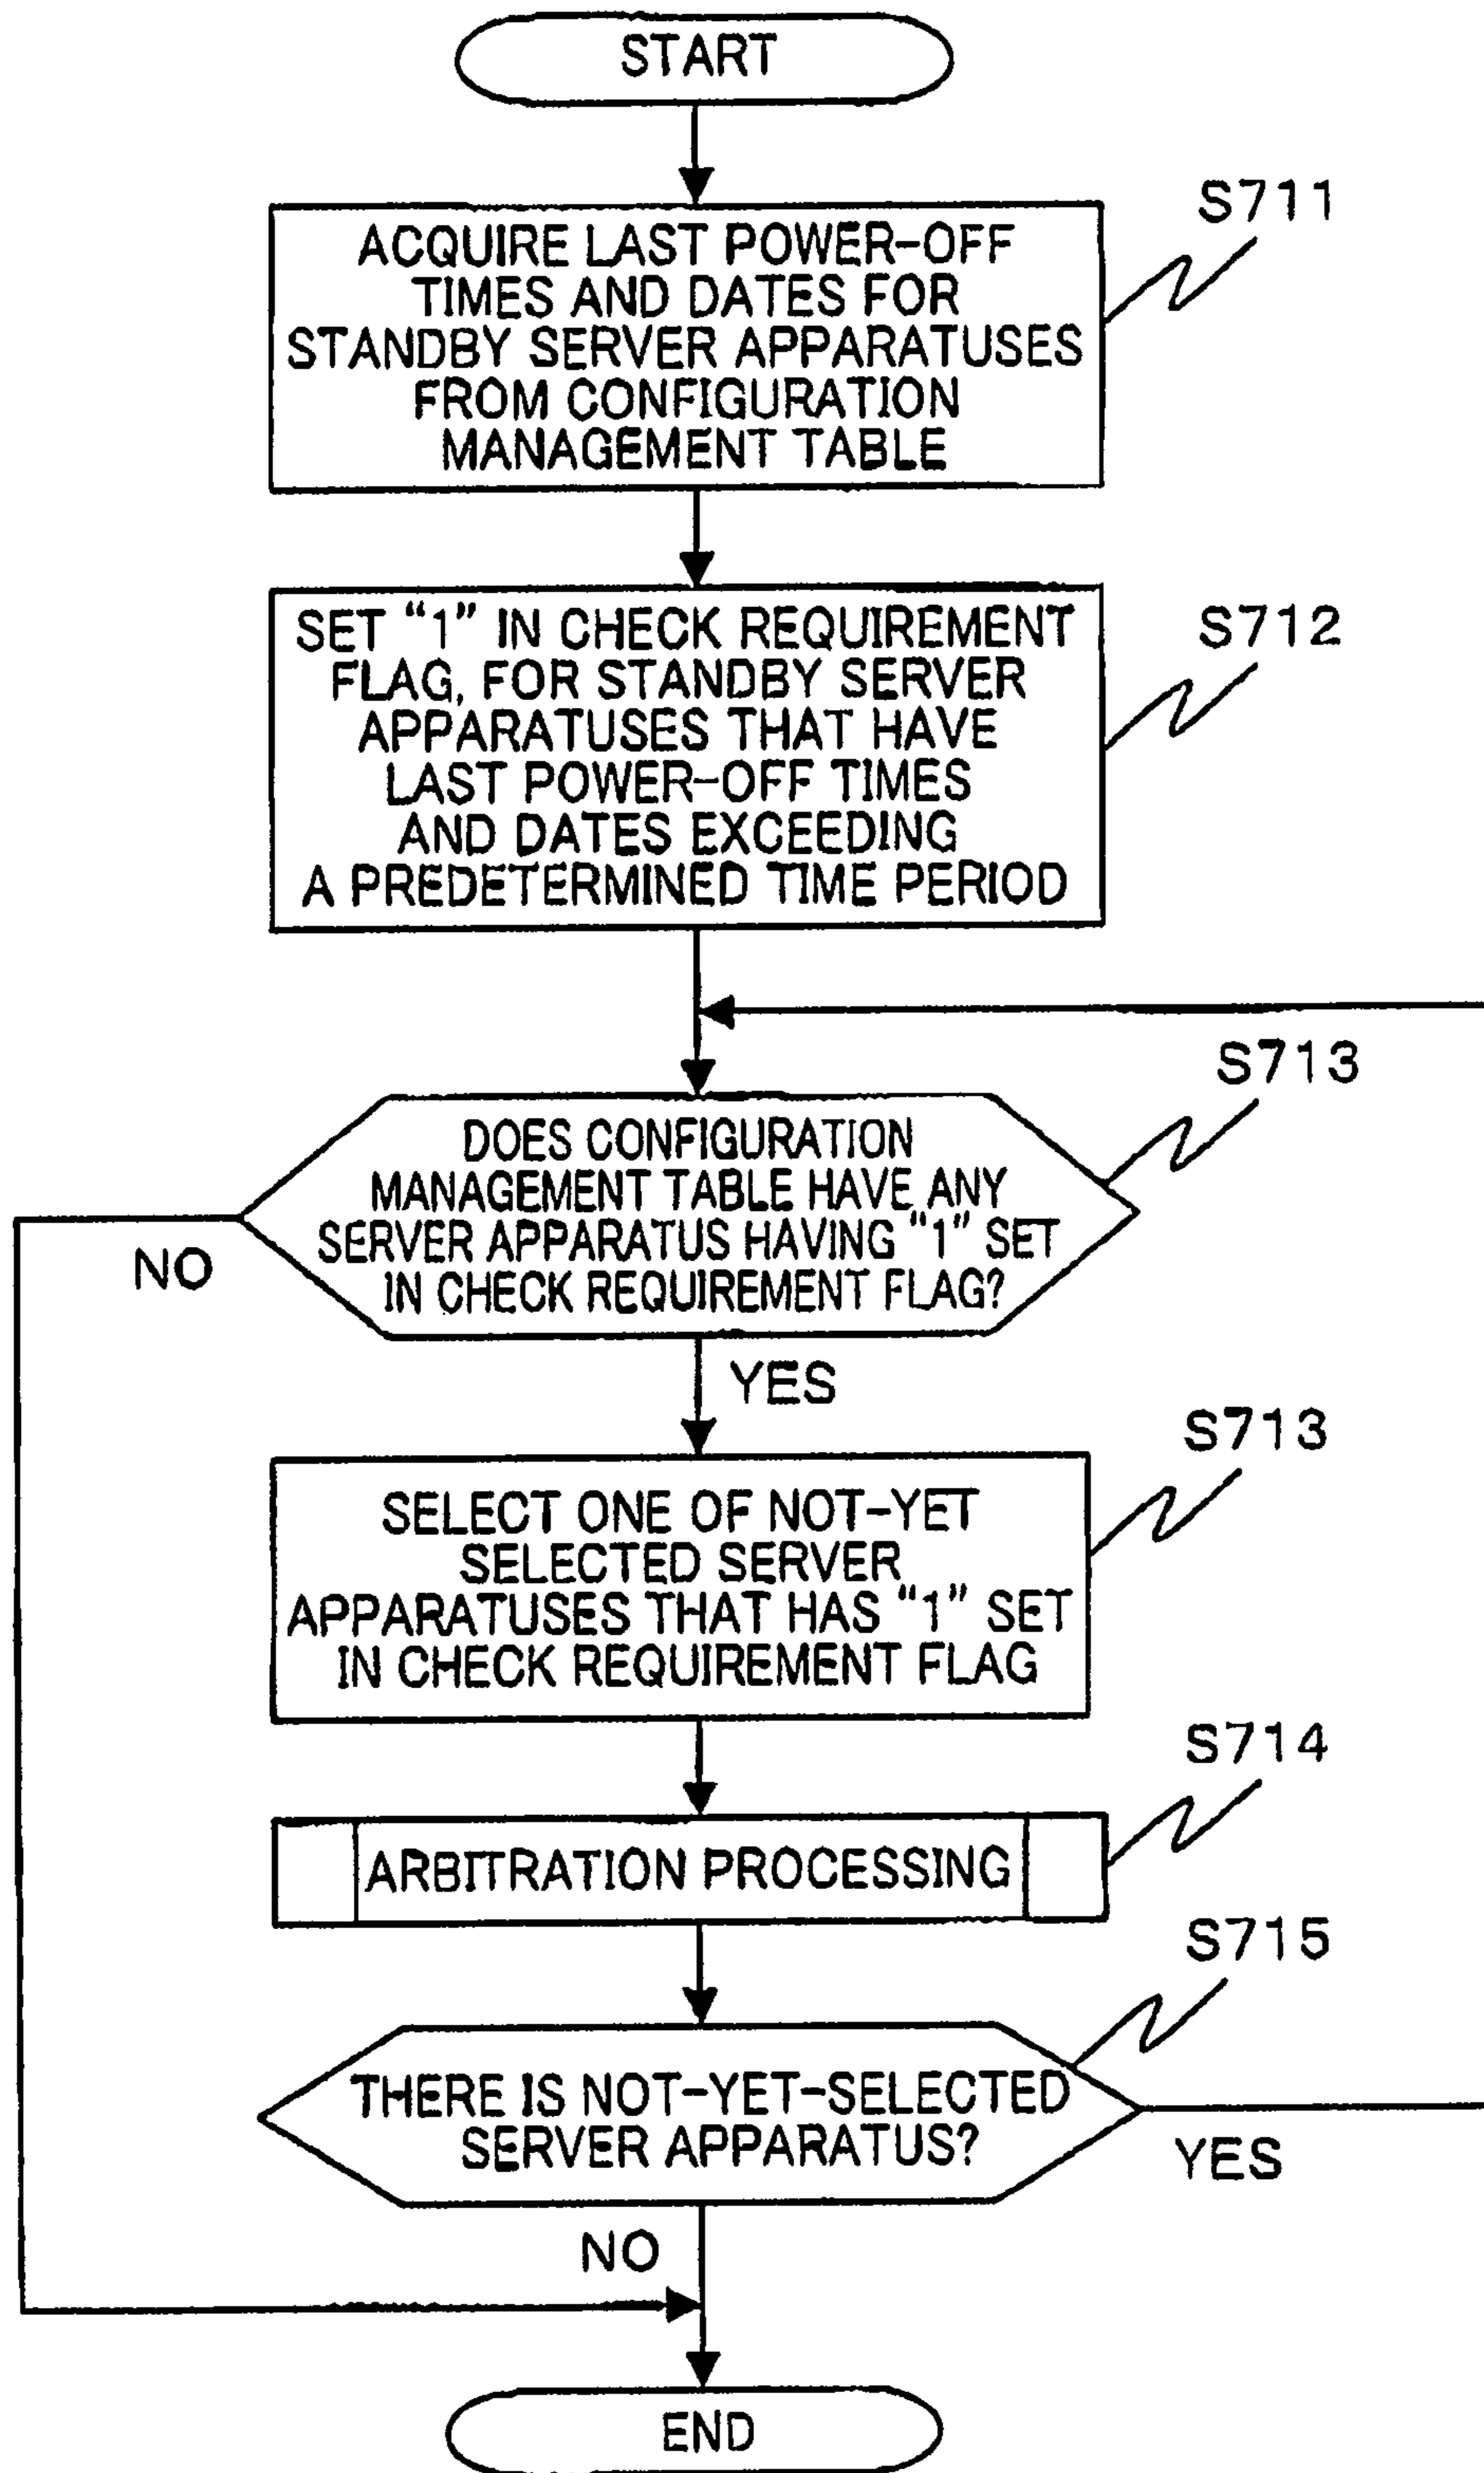 START
S711
ACQUIRE LAST POWER-OFF
TIMES AND DATES FOR
STANDBY SERVER APPARATUSES
FROM CONFIGURATION
MANAGEMENT TABLE
S712
SET “1” IN CHECK REQUIREMENT
FLAG, FOR STANDBY SERVER
APPARATUSES THAT HAVE
LAST POWER-OFF TIMES
AND DATES EXCEEDING
A PREDETERMINED TIME PERIOD
S713
DOES CONFIGURATION
MANAGEMENT TABLE HAVE ANY
SERVER APPARATUS HAVING “1” SET
IN CHECK REQUIREMENT FLAG?
NO
YES
S713
SELECT ONE OF NOT-YET
SELECTED SERVER
APPARATUSES THAT HAS “1” SET
IN CHECK REQUIREMENT FLAG
S714
ARBITRATION PROCESSING
S715
THERE IS NOT-YET-SELECTED
SERVER APPARATUS?
YES
NO
END